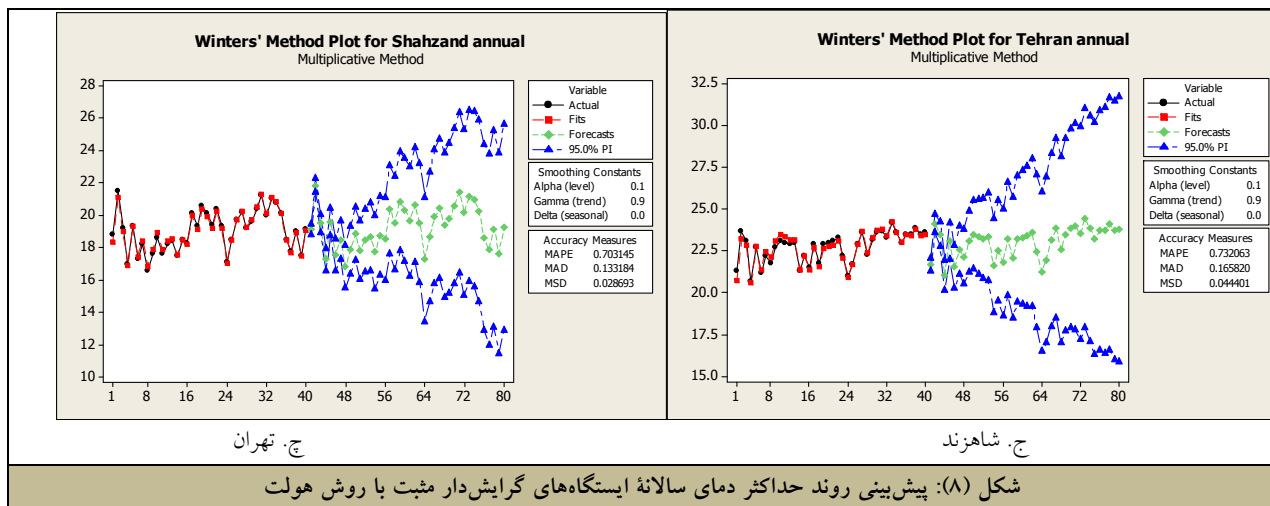 Winters' Method Plot for Shahzand annual
Multiplicative Method
28
26
24
22
20
18
16
14
12
10
1
8
16
24
32
40
48
56
64
72
80
Variable
Actual
Fits
Forecasts
95.0% PI
Smoothing Constants
Alpha (level) 0.1
Gamma (trend) 0.9
Delta (seasonal) 0.0
Accuracy Measures
MAPE 0.703145
MAD 0.133184
MSD 0.028693
Winters' Method Plot for Tehran annual
Multiplicative Method
32.5
30.0
27.5
25.0
22.5
20.0
17.5
15.0
1
8
16
24
32
40
48
56
64
72
80
Variable
Actual
Fits
Forecasts
95.0% PI
Smoothing Constants
Alpha (level) 0.1
Gamma (trend) 0.9
Delta (seasonal) 0.0
Accuracy Measures
MAPE 0.732063
MAD 0.165820
MSD 0.044401
ج. شاهزند
چ. تهران
شکل (۸): پیش‌بینی روند حداکثر دمای سالانهٔ ایستگاه‌های گرایش‌دار مثبت با روش هولت